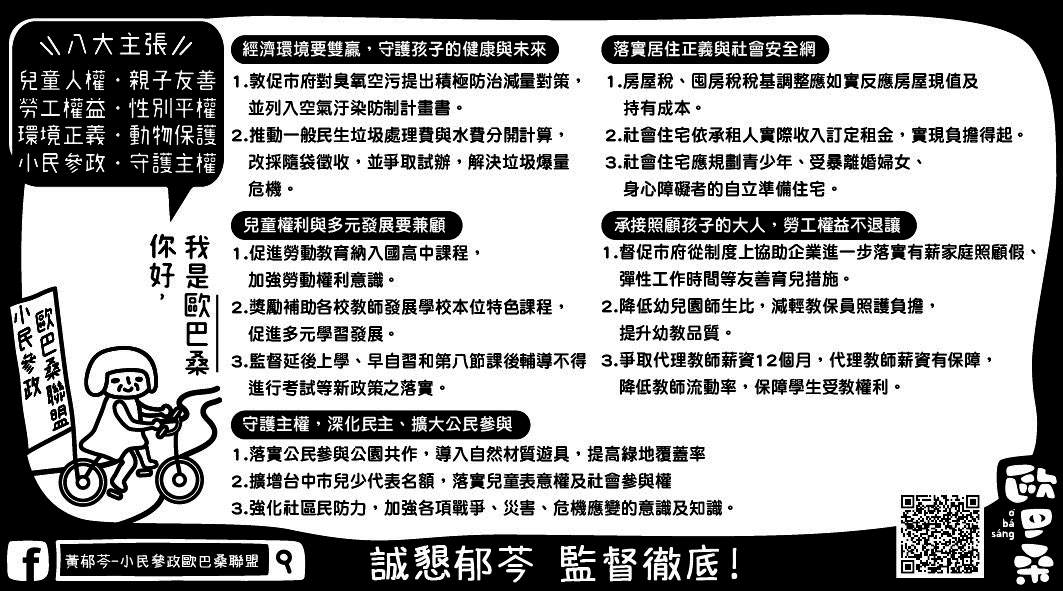 八大主張
兒童人權·親子友善
勞工權益·性別平權
環境正義·動物保護
小民參政·守護主權
你好，
我是歐巴桑
小民參政
歐巴桑聯盟
經濟環境要雙贏，守護孩子的健康與未來
1.敦促市府對臭氧空污提出積極防治減量對策，
並列入空氣汙染防制計畫書。
2.推動一般民生垃圾處理費與水費分開計算，
改採隨袋徵收，並爭取試辦，解決垃圾爆量
危機。
兒童權利與多元發展要兼顧
1.促進勞動教育納入國高中課程，
加強勞動權利意識。
2.獎勵補助各校教師發展學校本位特色課程，
促進多元學習發展。
3.監督延後上學、早自習和第八節課後輔導不得
進行考試等新政策之落實。
守護主權，深化民主、擴大公民參與
1.落實公民參與公園共作，導入自然材質遊具，提高綠地覆蓋率
2.擴增台中市兒少代表名額，落實兒童表意權及社會參與權
3.強化社區民防力，加強各項戰爭、災害、危機應變的意識及知識。
落實居住正義與社會安全網
1.房屋稅、囤房稅稅基調整應如實反應房屋現值及
持有成本。
2.社會住宅依承租人實際收入訂定租金，實現負擔得起。
3.社會住宅應規劃青少年、受暴離婚婦女、
身心障礙者的自立準備住宅。
承接照顧孩子的大人，勞工權益不退讓
1.督促市府從制度上協助企業進一步落實有薪家庭照顧假、
彈性工作時間等友善育兒措施。
2.降低幼兒園師生比，減輕教保員照護負擔，
提升幼教品質。
3.爭取代理教師薪資12個月，代理教師薪資有保障，
降低教師流動率，保障學生受教權利。
f
黃郁芩-小民參政歐巴桑聯盟
誠懇郁芩 監督徹底！
歐巴桑
o͘
bá
sáng